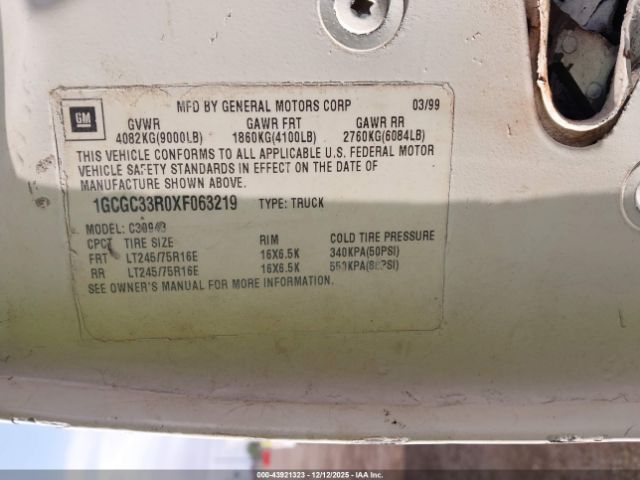 GM
MFD BY GENERAL MOTORS CORP 03/99
GVWR GAWR FRT GAWR RR
4082KG(9000LB) 1860KG(4100LB) 2760KG(6084LB)
THIS VEHICLE CONFORMS TO ALL APPLICABLE U.S. FEDERAL MOTOR
VEHICLE SAFETY STANDARDS IN EFFECT ON THE DATE OF
MANUFACTURE SHOWN ABOVE.
1GCGC33R0XF063219 TYPE: TRUCK
MODEL:
CPCT TIRE SIZE RIM COLD TIRE PRESSURE
FRT LT245/75R16E 16X6.5K 340KPA(50PSI)
RR LT245/75R16E 16X6.5K
SEE OWNER'S MANUAL FOR MORE INFORMATION.
000-43921323 - 12/12/2025 - IAAI.COM